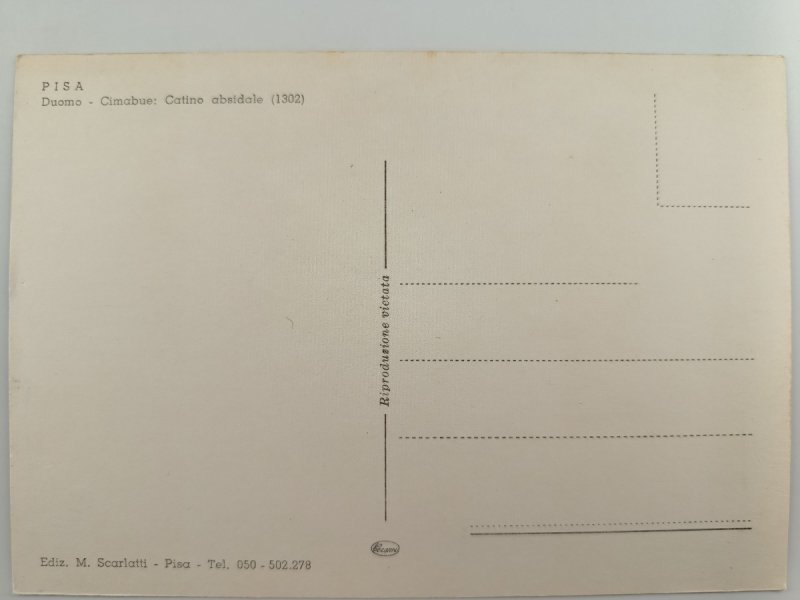 PISA
Duomo - Cimabue: Catino absidale (1302)
Riproduzione vietata
Ediz. M. Scarlatti - Pisa - Tel. 050 - 502.278